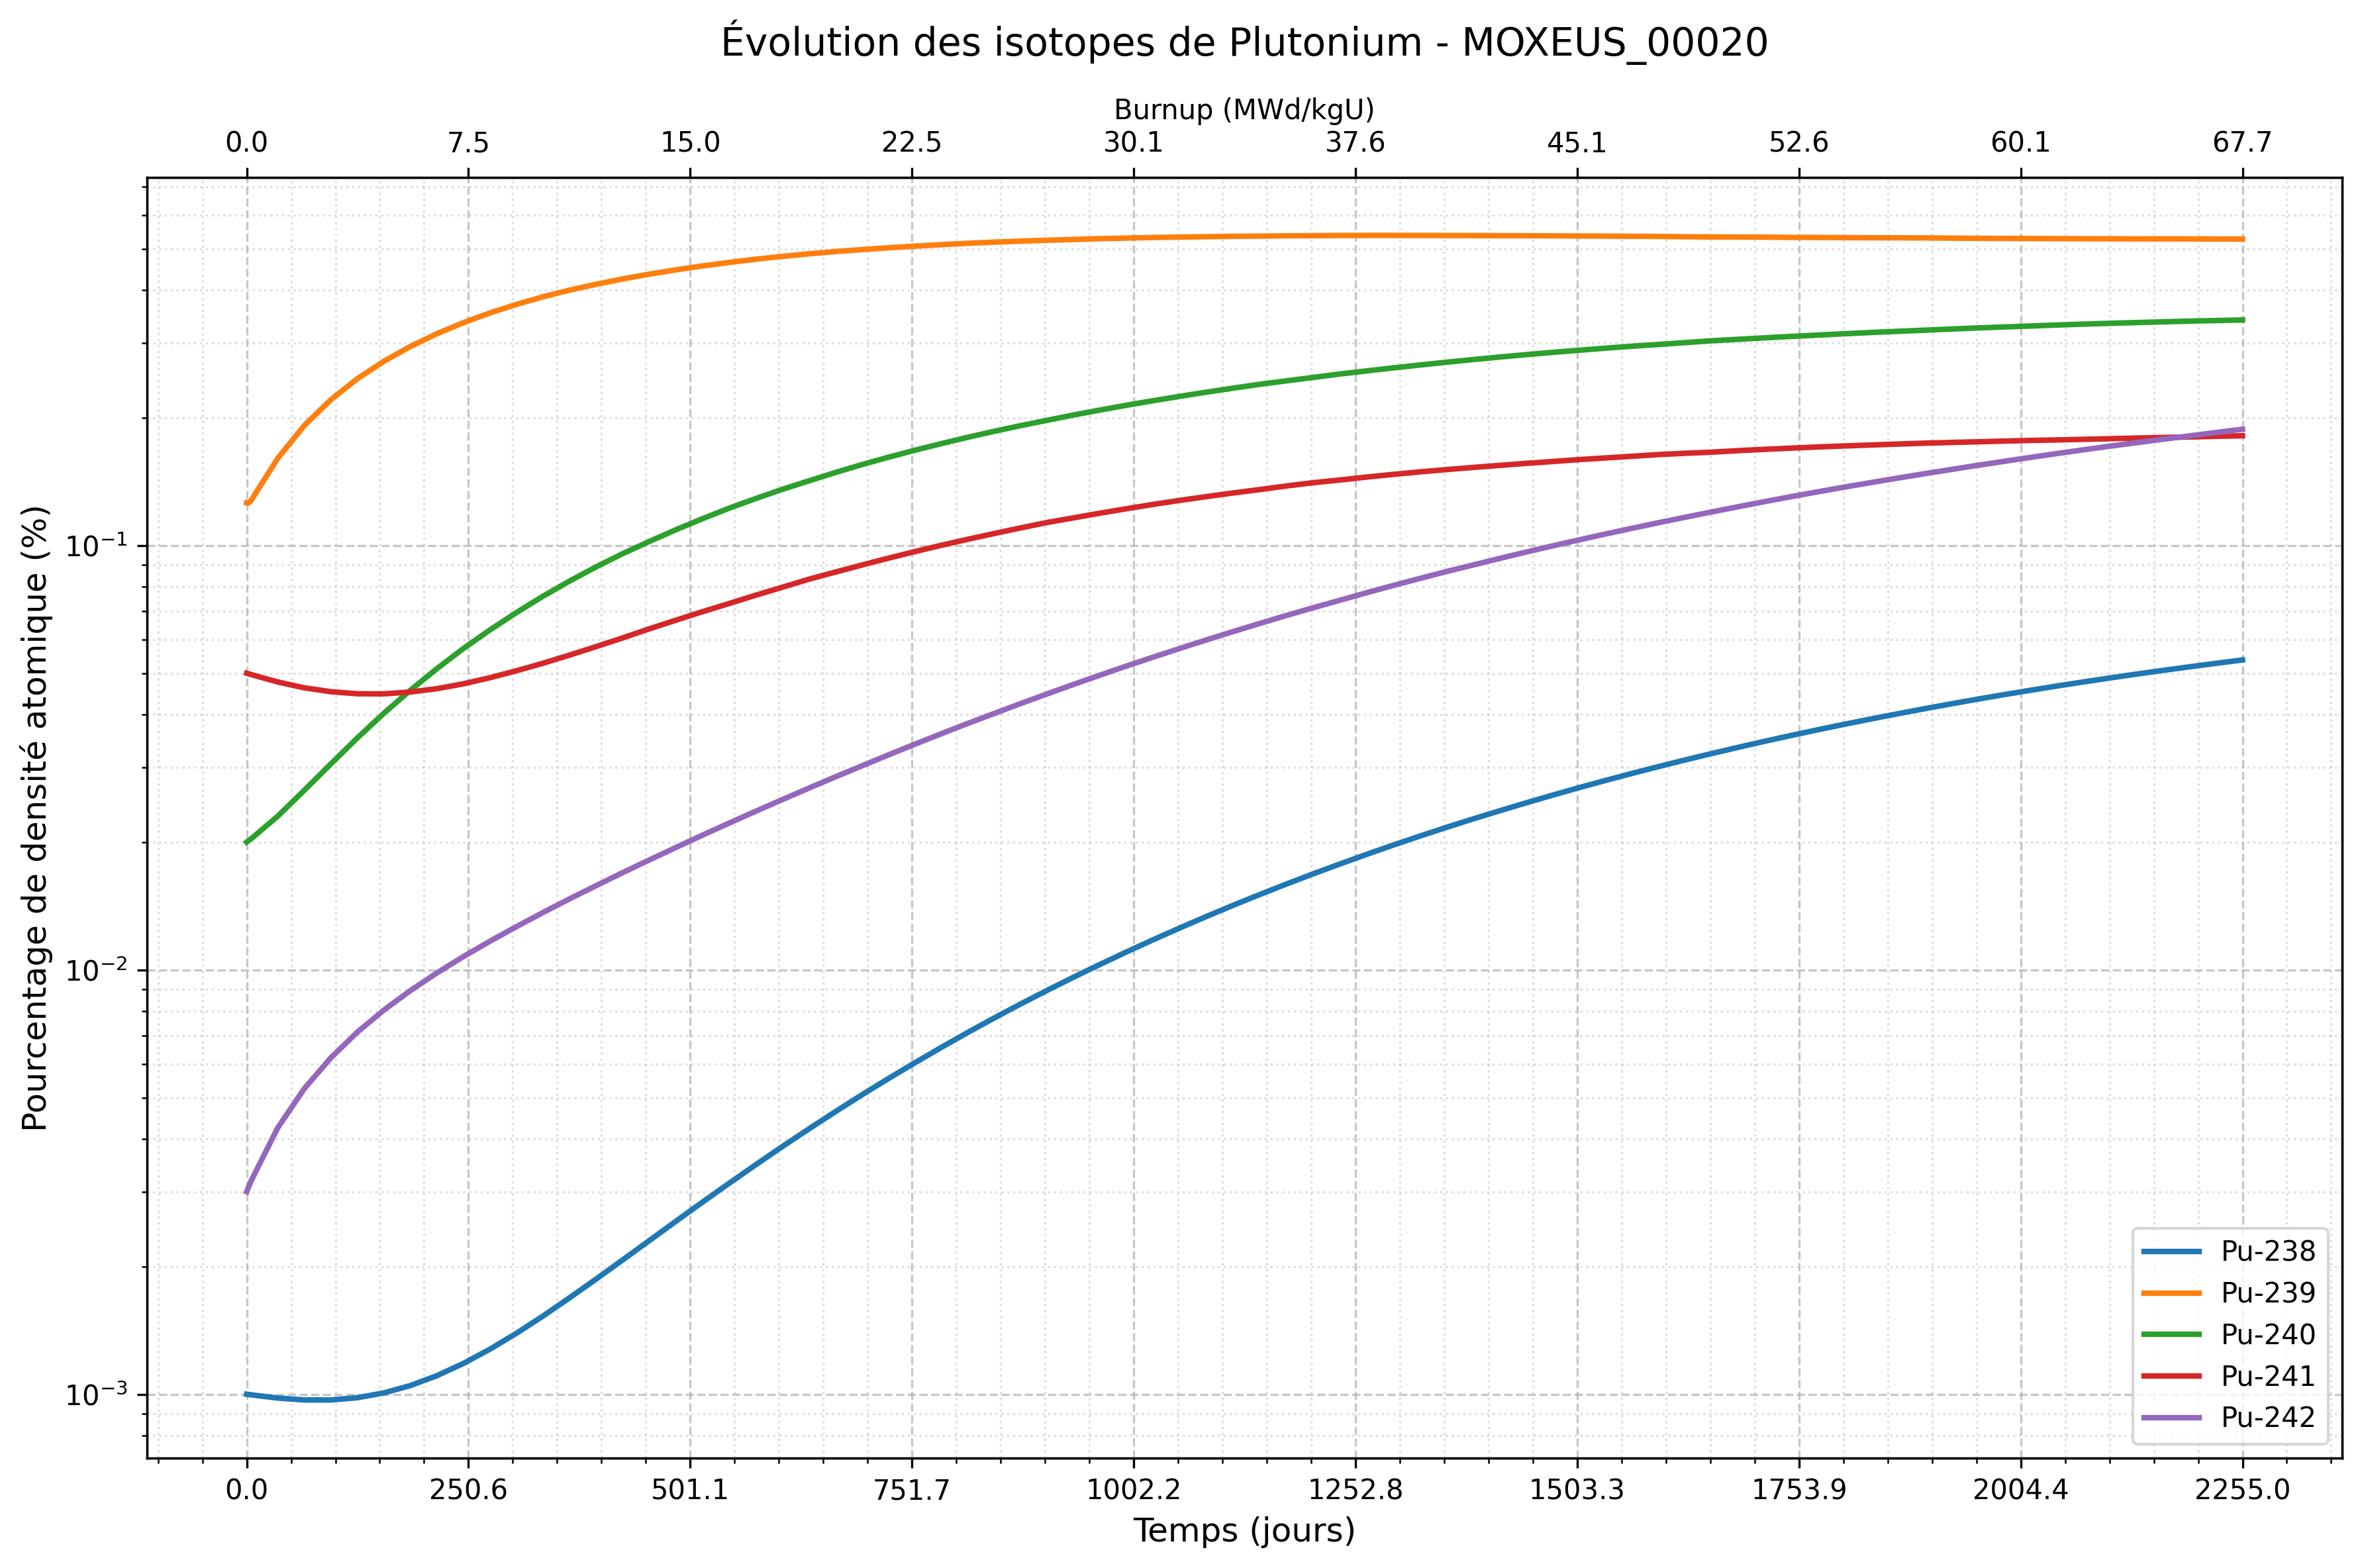 Évolution des isotopes de Plutonium - MOXEUS_00020
Burnup (MWd/kgU)
0.0 7.5 15.0 22.5 30.1 37.6 45.1 52.6 60.1 67.7
Pourcentage de densité atomique (%)
10⁻¹
10⁻²
10⁻³
Pu-238
Pu-239
Pu-240
Pu-241
Pu-242
0.0 250.6 501.1 751.7 1002.2 1252.8 1503.3 1753.9 2004.4 2255.0
Temps (jours)